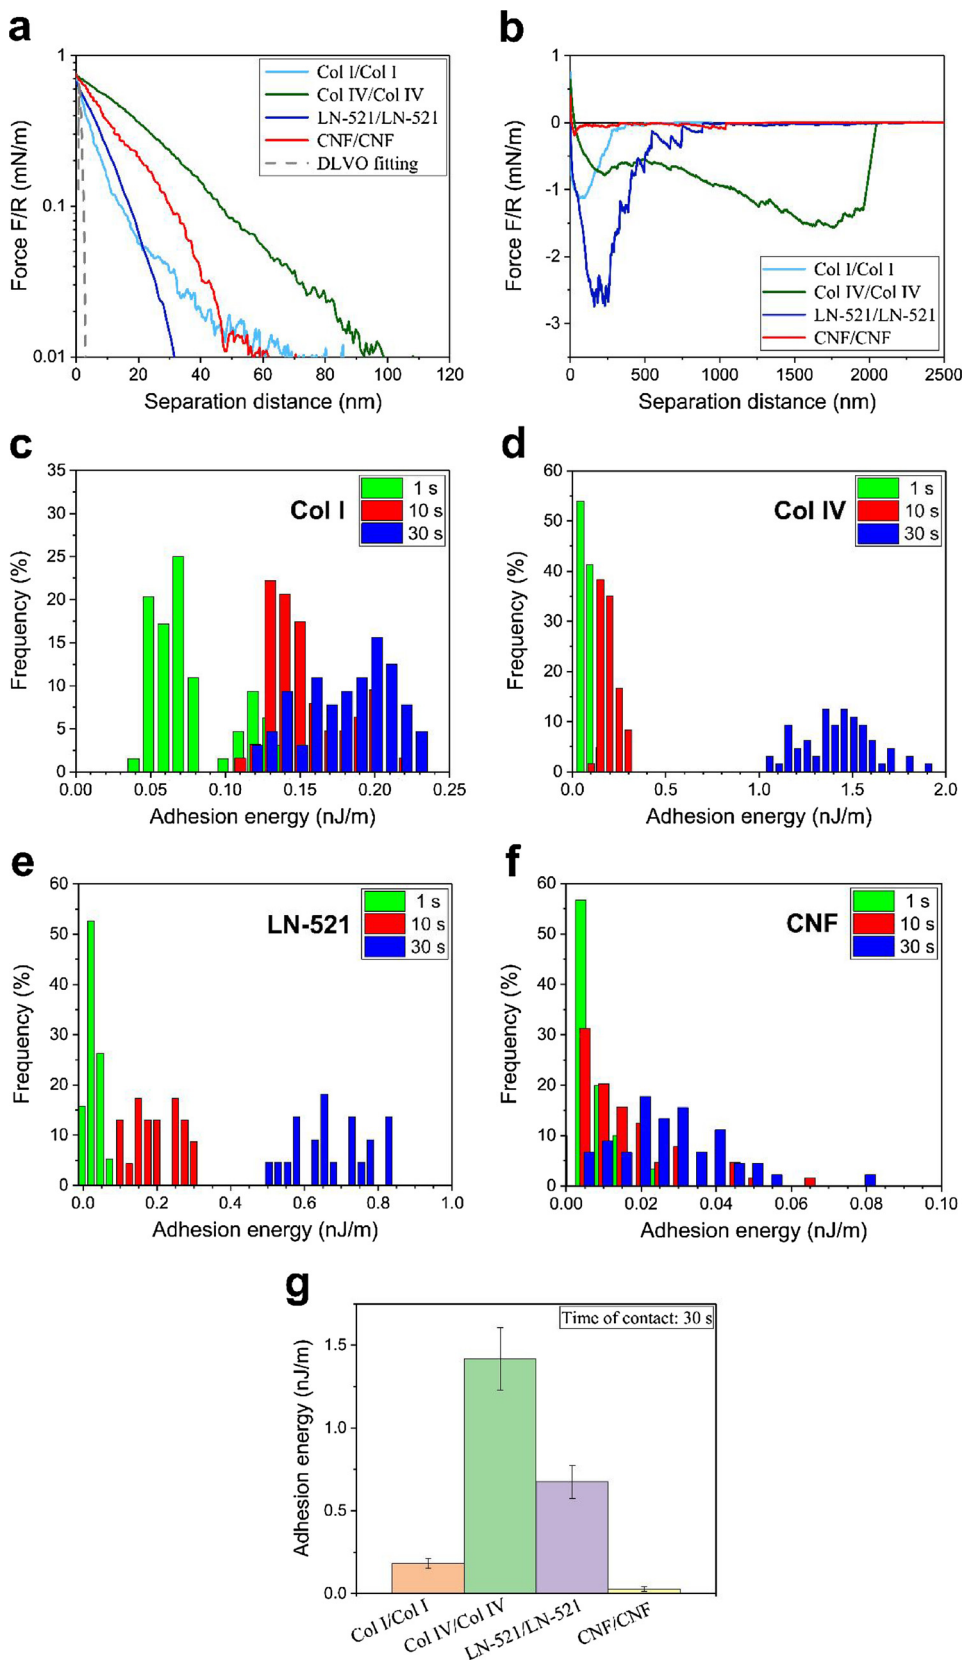 a
1
0.1
0.01
Force F/R (mN/m)
Col I/Col I
Col IV/Col IV
LN-521/LN-521
CNF/CNF
DLVO fitting
0 20 40 60 80 100 120
Separation distance (nm)
b
1
0
-1
-2
-3
Force F/R (mN/m)
Col I/Col I
Col IV/Col IV
LN-521/LN-521
CNF/CNF
0 500 1000 1500 2000 2500
Separation distance (nm)
c
35
30
25
20
15
10
5
0
Frequency (%)
Col I
1 s
10 s
30 s
0.00 0.05 0.10 0.15 0.20 0.25
Adhesion energy (nJ/m)
d
60
50
40
30
20
10
0
Frequency (%)
Col IV
1 s
10 s
30 s
0.0 0.5 1.0 1.5 2.0
Adhesion energy (nJ/m)
e
60
50
40
30
20
10
0
Frequency (%)
LN-521
1 s
10 s
30 s
0.0 0.2 0.4 0.6 0.8 1.0
Adhesion energy (nJ/m)
f
60
50
40
30
20
10
0
Frequency (%)
CNF
1 s
10 s
30 s
0.00 0.02 0.04 0.06 0.08 0.10
Adhesion energy (nJ/m)
g
Time of contact: 30 s
1.5
1.0
0.5
0.0
Adhesion energy (nJ/m)
Col I/Col I
Col IV/Col IV
LN-521/LN-521
CNF/CNF